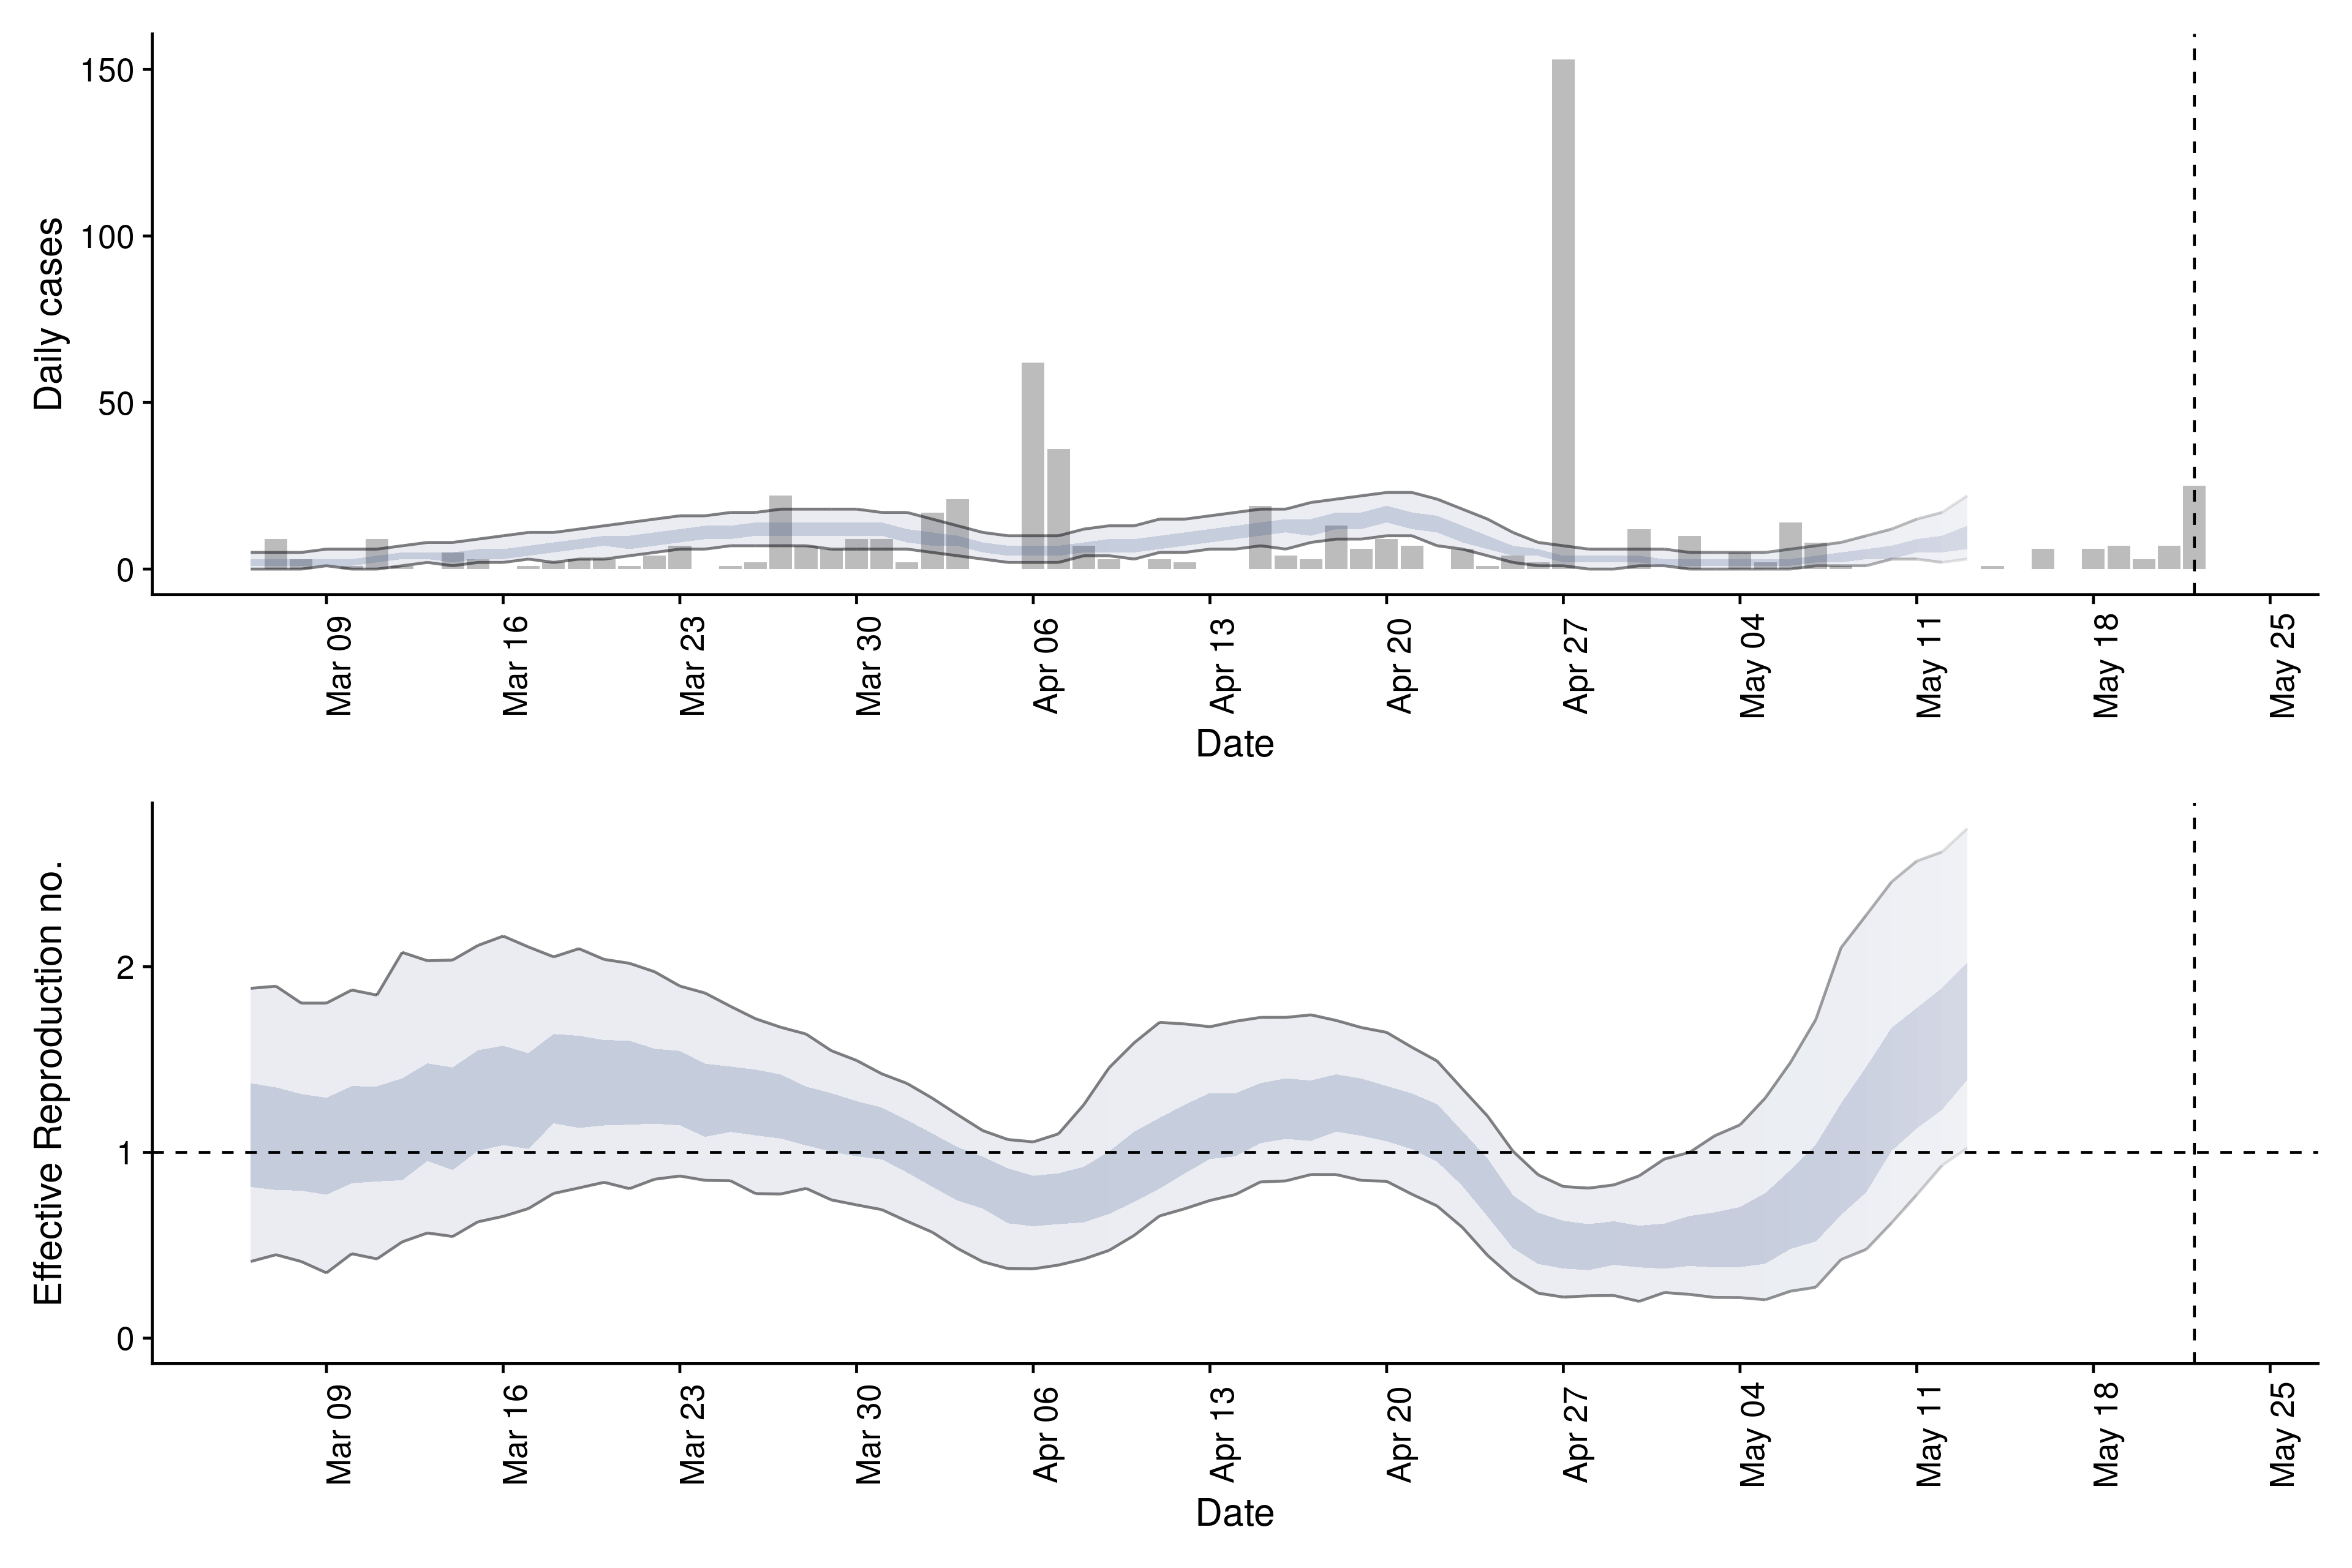 Daily cases
150
100
50
0
Mar 09
Mar 16
Mar 23
Mar 30
Apr 06
Apr 13
Apr 20
Apr 27
May 04
May 11
May 18
May 25
Date
Effective Reproduction no.
2
1
0
Mar 09
Mar 16
Mar 23
Mar 30
Apr 06
Apr 13
Apr 20
Apr 27
May 04
May 11
May 18
May 25
Date